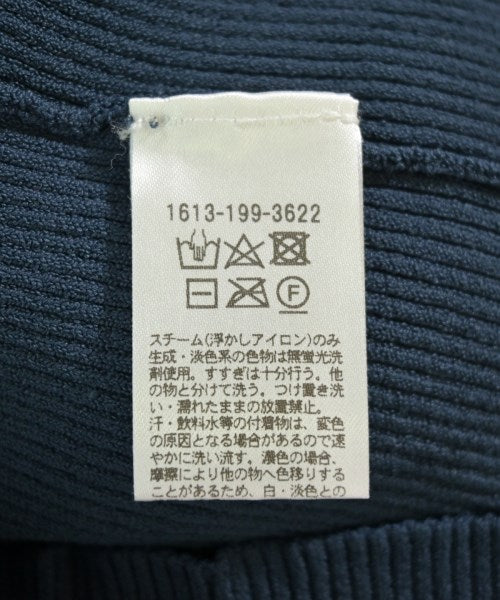 1613-199-3622
F
スチーム(浮かしアイロン)のみ
生成・淡色系の色物は無蛍光洗
剤使用。すすぎは十分行う。他
の物と分けて洗う。つけ置き洗
い・濡れたままの放置禁止。
汗・飲料水等の付着物は、変色
の原因となる場合があるので速
やかに洗い流す。濃色の場合、
摩擦により他の物へ色移りする
ことがあるため、白・淡色との